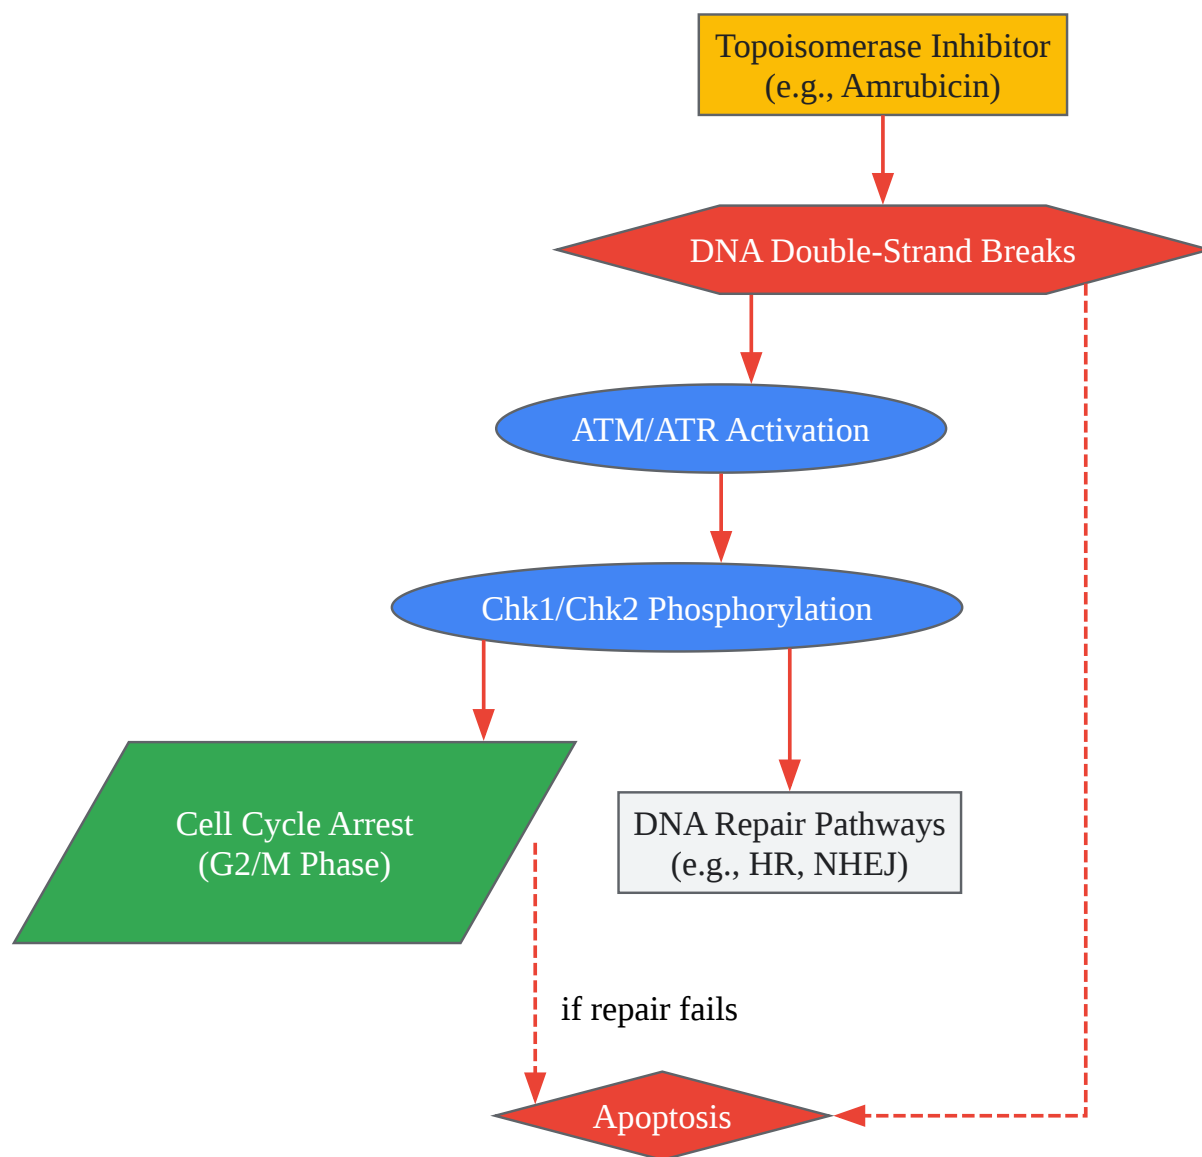 Topoisomerase Inhibitor
(e.g., Amrubicin)
DNA Double-Strand Breaks
ATM/ATR Activation
Chk1/Chk2 Phosphorylation
Cell Cycle Arrest
(G2/M Phase)
DNA Repair Pathways
(e.g., HR, NHEJ)
if repair fails
Apoptosis